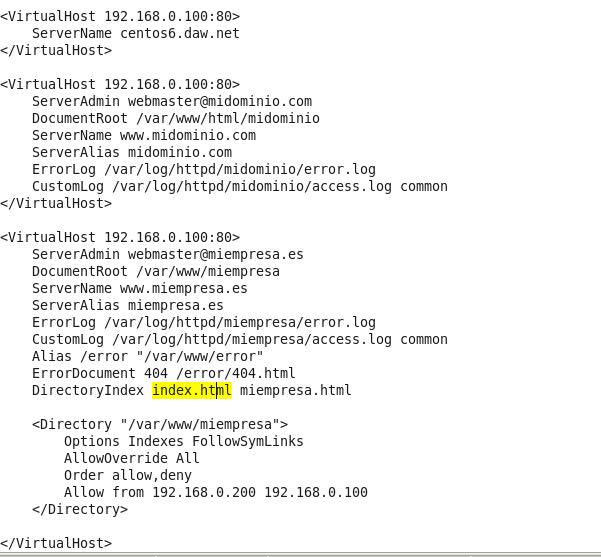 <VirtualHost 192.168.0.100:80>
    ServerName centos6.daw.net
</VirtualHost>

<VirtualHost 192.168.0.100:80>
    ServerAdmin webmaster@midominio.com
    DocumentRoot /var/www/html/midominio
    ServerName www.midominio.com
    ServerAlias midominio.com
    ErrorLog /var/log/httpd/midominio/error.log
    CustomLog /var/log/httpd/midominio/access.log common
</VirtualHost>

<VirtualHost 192.168.0.100:80>
    ServerAdmin webmaster@miempresa.es
    DocumentRoot /var/www/miempresa
    ServerName www.miempresa.es
    ServerAlias miempresa.es
    ErrorLog /var/log/httpd/miempresa/error.log
    CustomLog /var/log/httpd/miempresa/access.log common
    Alias /error "/var/www/error"
    ErrorDocument 404 /error/404.html
    DirectoryIndex index.html miempresa.html

    <Directory "/var/www/miempresa">
        Options Indexes FollowSymLinks
        AllowOverride All
        Order allow,deny
        Allow from 192.168.0.200 192.168.0.100
    </Directory>

</VirtualHost>